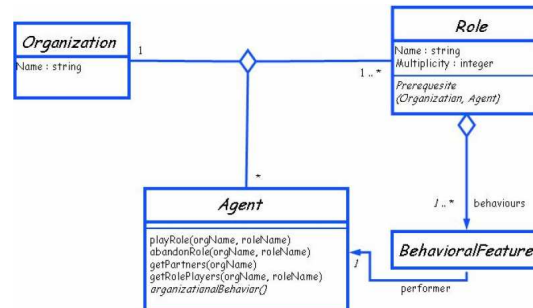 Organization
Name : string
1
1 .. *
*
Role
Name : string
Multiplicity : integer
Prerequesite
(Organization, Agent)
1 .. *
behaviours
Agent
playRole(orgName, roleName)
abandonRole(orgName, roleName)
getPartners(orgName)
getRolePlayers(orgName, roleName)
organizationalBehavior()
1
performer
BehavioralFeature